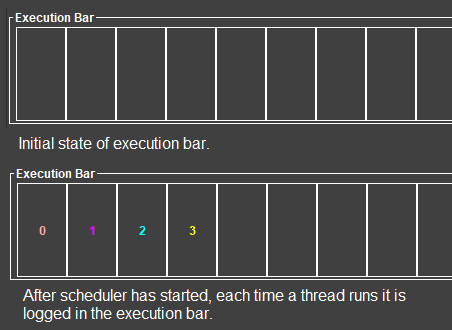 Execution Bar
Initial state of execution bar.
Execution Bar
0 1 2 3
After scheduler has started, each time a thread runs it is
logged in the execution bar.